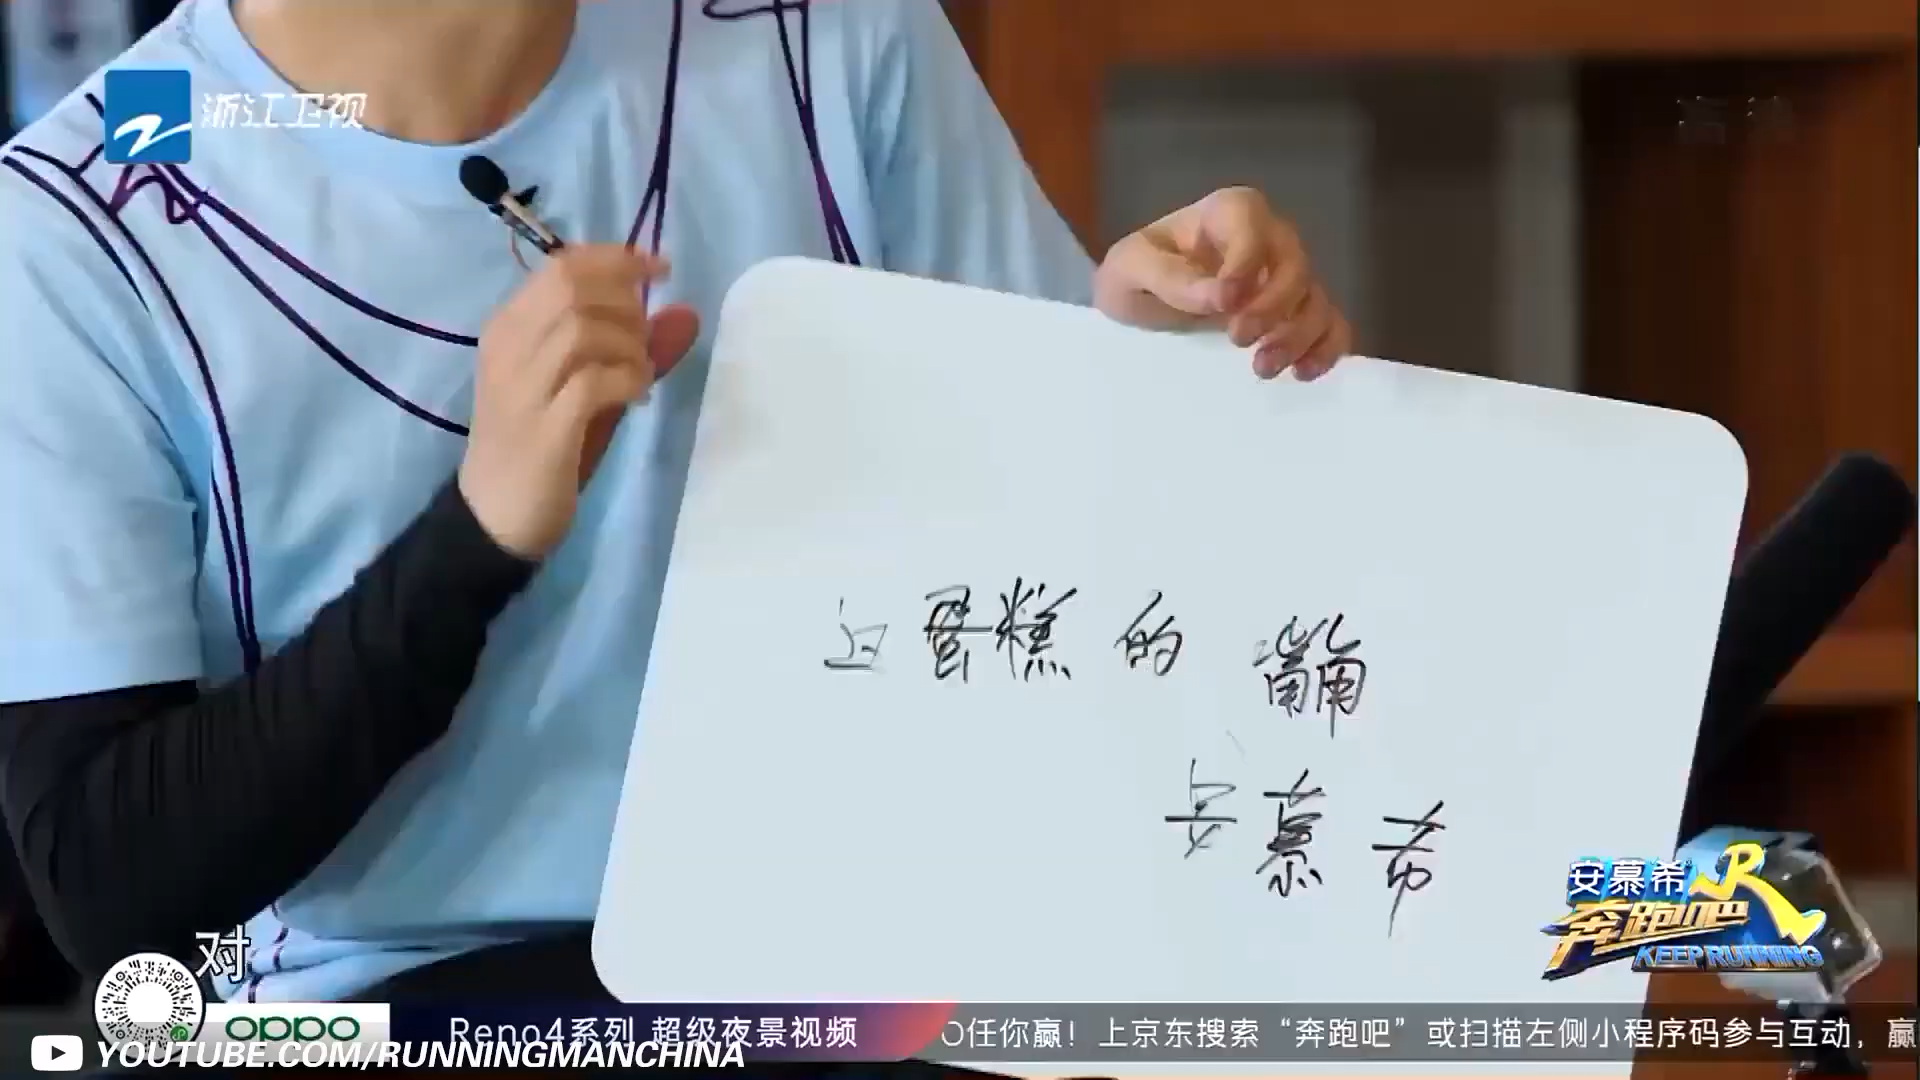 浙江卫视
蛋糕的
安慕希
安慕希
奔跑吧
KEEP RUNNING
对
oppo
Reno4系列 超级夜景视频
O任你赢！上京东搜索“奔跑吧”或扫描左侧小程序码参与互动，赢
YOUTUBE.COM/RUNNINGMANCHINA